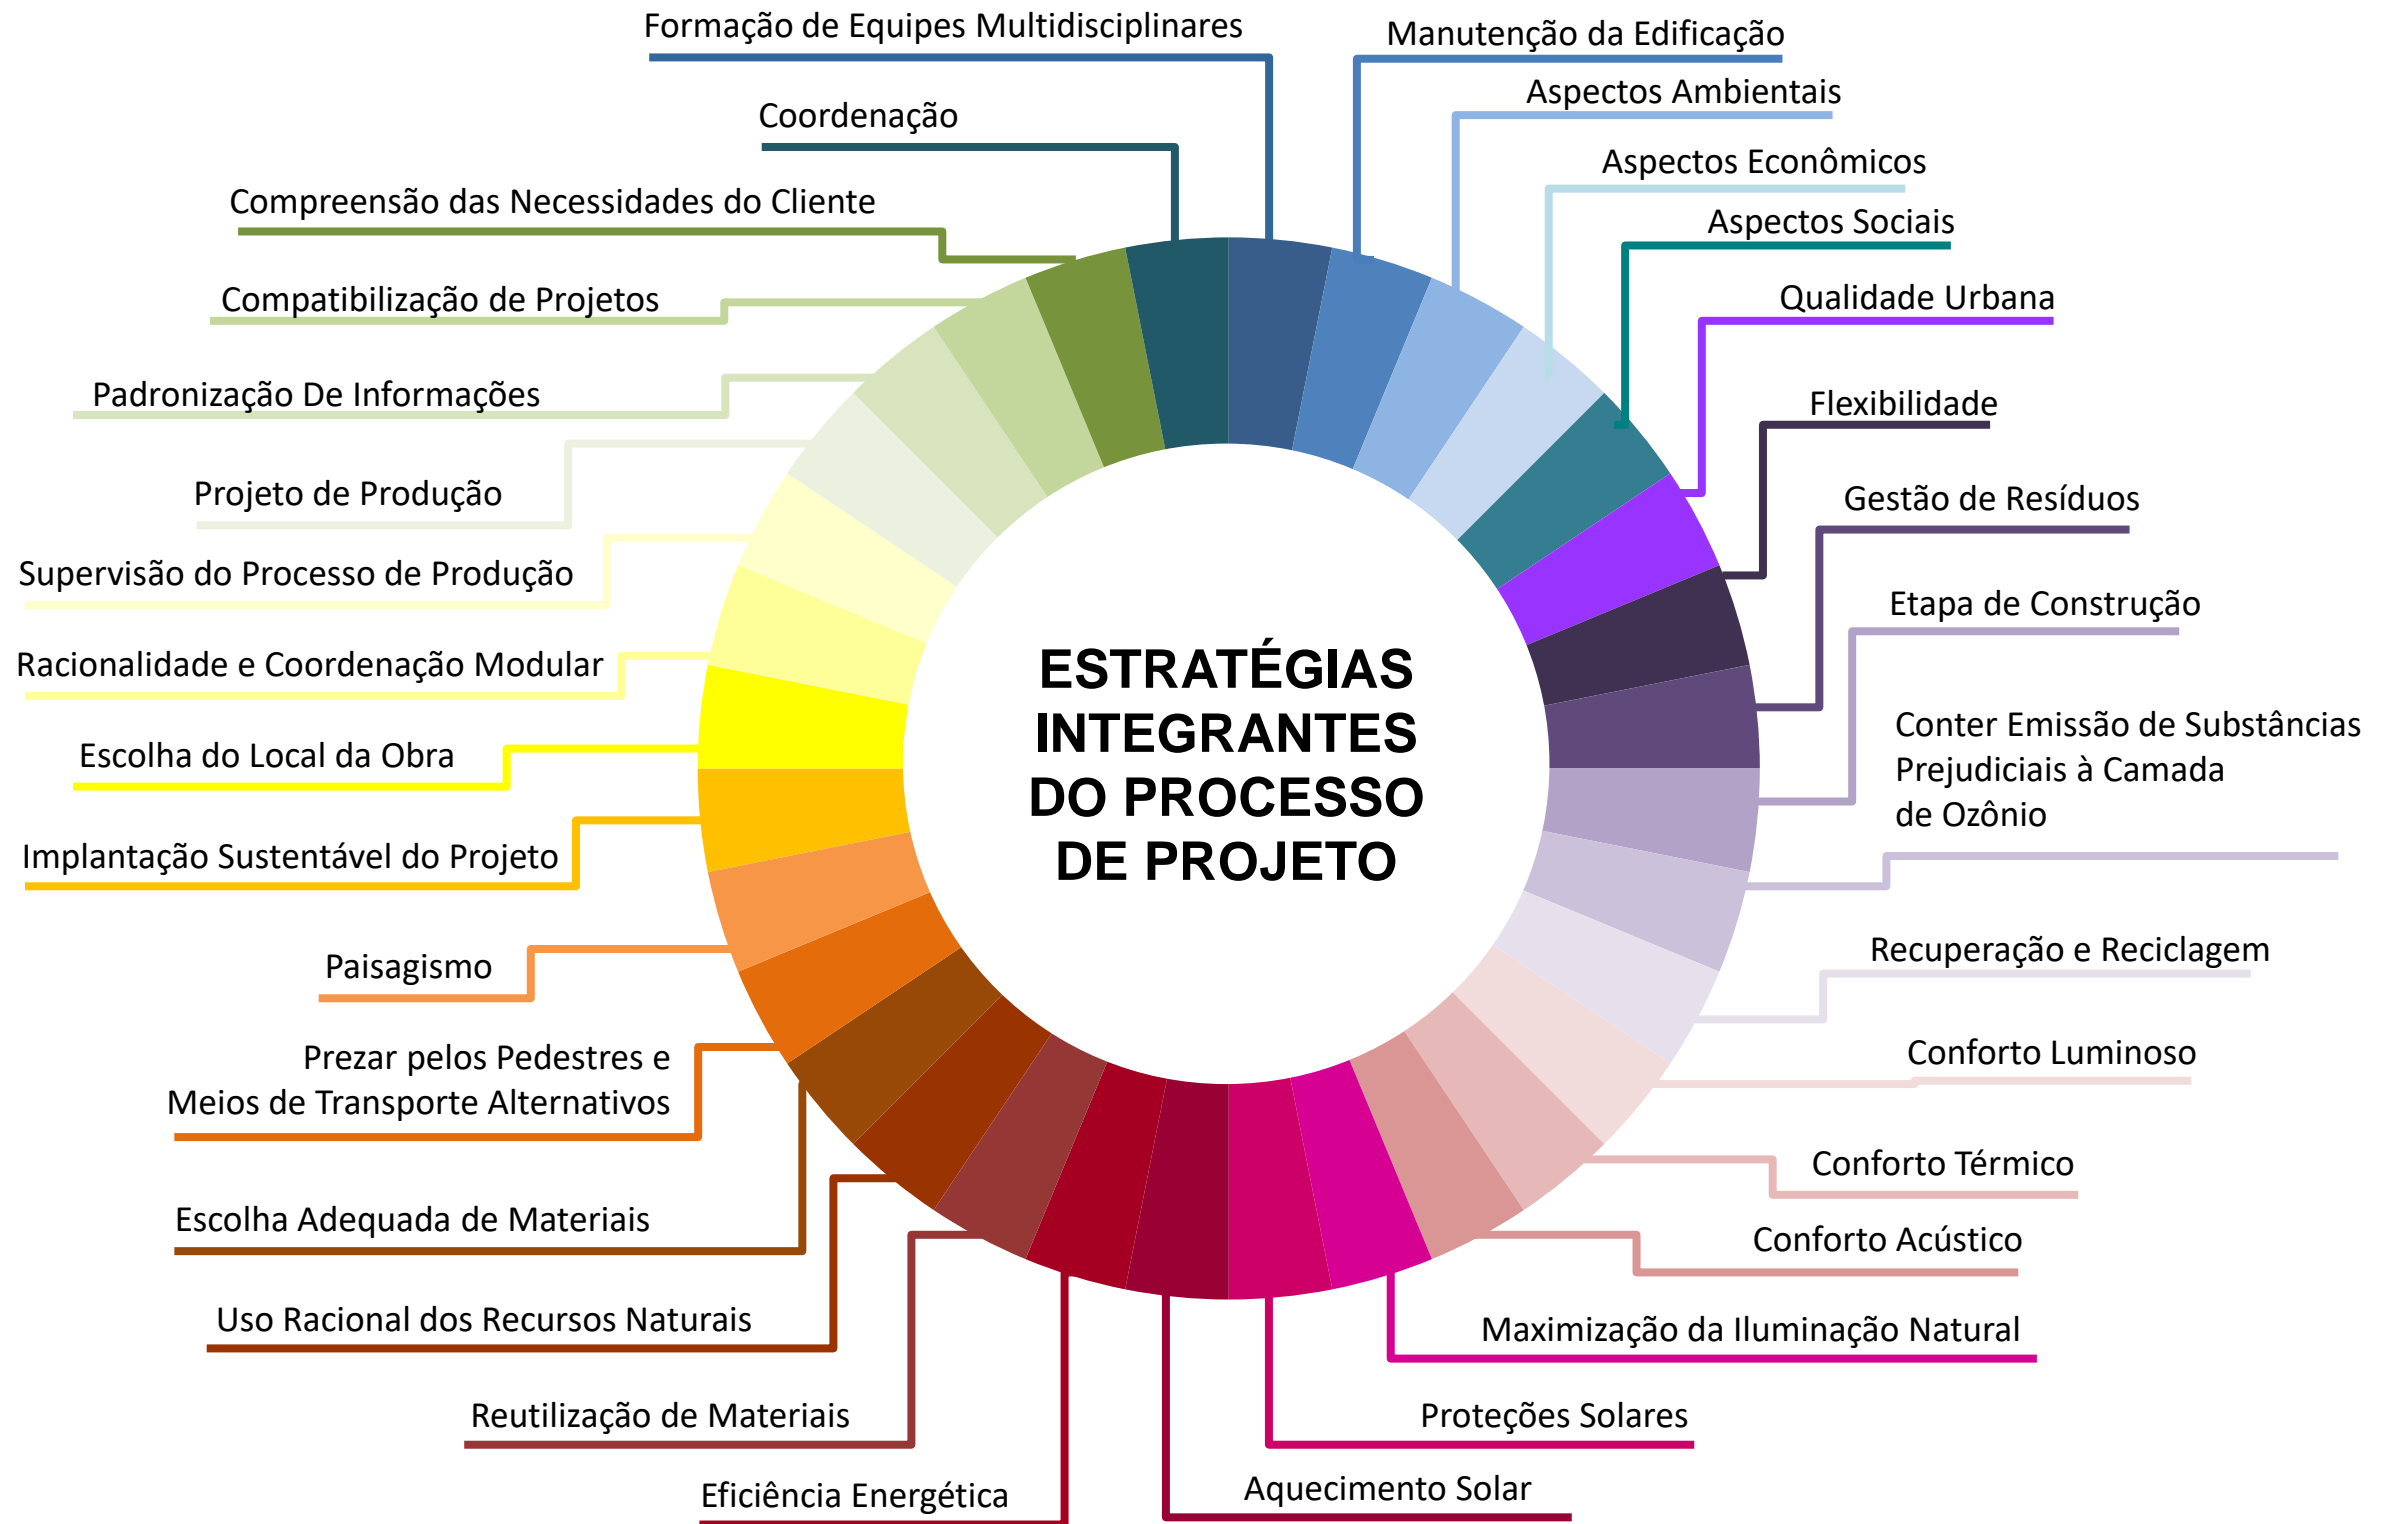 Formação de Equipes Multidisciplinares
Manutenção da Edificação
Aspectos Ambientais
Coordenação
Aspectos Econômicos
Compreensão das Necessidades do Cliente
Aspectos Sociais
Compatibilização de Projetos
Qualidade Urbana
Padronização De Informações
Flexibilidade
Projeto de Produção
Gestão de Resíduos
Supervisão do Processo de Produção
Etapa de Construção
Racionalidade e Coordenação Modular
ESTRATÉGIAS
INTEGRANTES
DO PROCESSO
DE PROJETO
Conter Emissão de Substâncias
Prejudiciais à Camada
de Ozônio
Escolha do Local da Obra
Implantação Sustentável do Projeto
Recuperação e Reciclagem
Paisagismo
Conforto Luminoso
Prezar pelos Pedestres e
Meios de Transporte Alternativos
Conforto Térmico
Escolha Adequada de Materiais
Conforto Acústico
Uso Racional dos Recursos Naturais
Maximização da Iluminação Natural
Reutilização de Materiais
Proteções Solares
Eficiência Energética
Aquecimento Solar